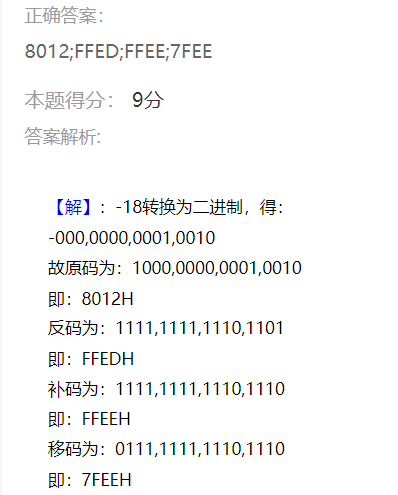 正确答案：
8012;FFED;FFEE;7FEE
本题得分： 9分
答案解析:
【解】：-18转换为二进制，得：
-000,0000,0001,0010
故原码为：1000,0000,0001,0010
即：8012H
反码为：1111,1111,1110,1101
即：FFEDH
补码为：1111,1111,1110,1110
即：FFEEH
移码为：0111,1111,1110,1110
即：7FEEH